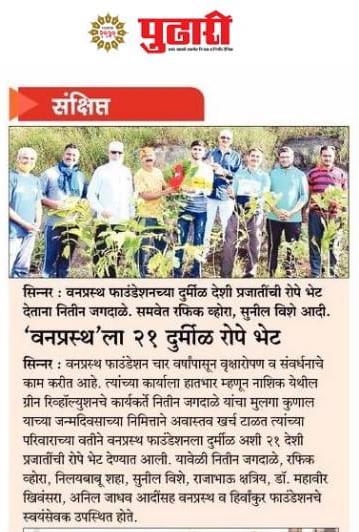 पुढारी
संक्षिप्त
सिन्नर : वनप्रस्थ फाउंडेशनच्या दुर्मीळ देशी प्रजातींची रोपे भेट
देताना नितीन जगदाळे. समवेत रफिक व्होरा, सुनील विशे आदी.
‘वनप्रस्थ’ला २१ दुर्मीळ रोपे भेट
सिन्नर : वनप्रस्थ फाउंडेशन चार वर्षांपासून वृक्षारोपण व संवर्धनाचे
काम करीत आहे. त्यांच्या कार्याला हातभार म्हणून नाशिक येथील
ग्रीन रिव्हॉल्युशनचे कार्यकर्ते नितीन जगदाळे यांचा मुलगा कुणाल
याच्या जन्मदिवसाच्या निमित्ताने अवास्तव खर्च टाळत त्यांच्या
परिवाराच्या वतीने वनप्रस्थ फाउंडेशनला दुर्मीळ अशी २१ देशी
प्रजातींची रोपे भेट देण्यात आली. यावेळी नितीन जगदाळे, रफिक
व्होरा, निलयबाबू शहा, सुनील विशे, राजाभाऊ क्षत्रिय, डॉ. महावीर
खिवंसरा, अनिल जाधव आदींसह वनप्रस्थ व हिर्वांकुर फाउंडेशनचे
स्वयंसेवक उपस्थित होते.